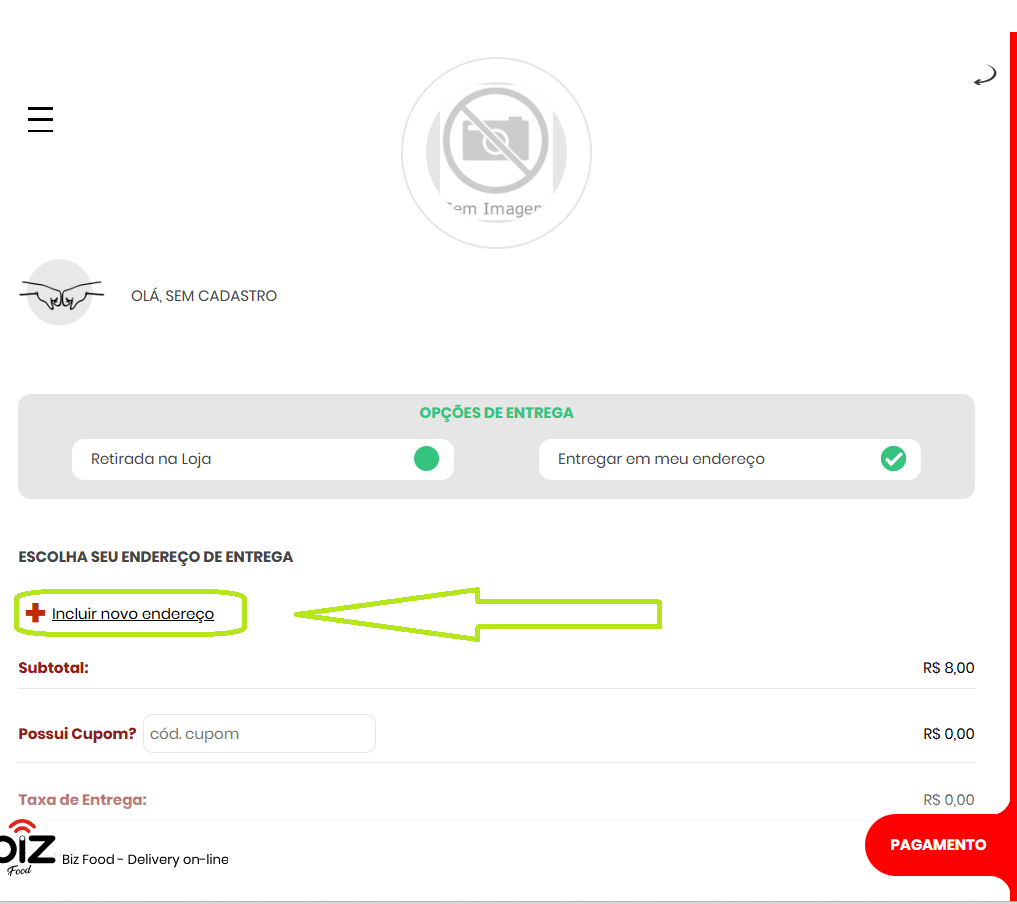 Sem Imagem
OLÁ, SEM CADASTRO
OPÇÕES DE ENTREGA
Retirada na Loja
Entregar em meu endereço
ESCOLHA SEU ENDEREÇO DE ENTREGA
Incluir novo endereço
Subtotal: R$ 8,00
Possui Cupom? cód. cupom R$ 0,00
Taxa de Entrega: R$ 0,00
biz
Food
Biz Food - Delivery on-line
PAGAMENTO